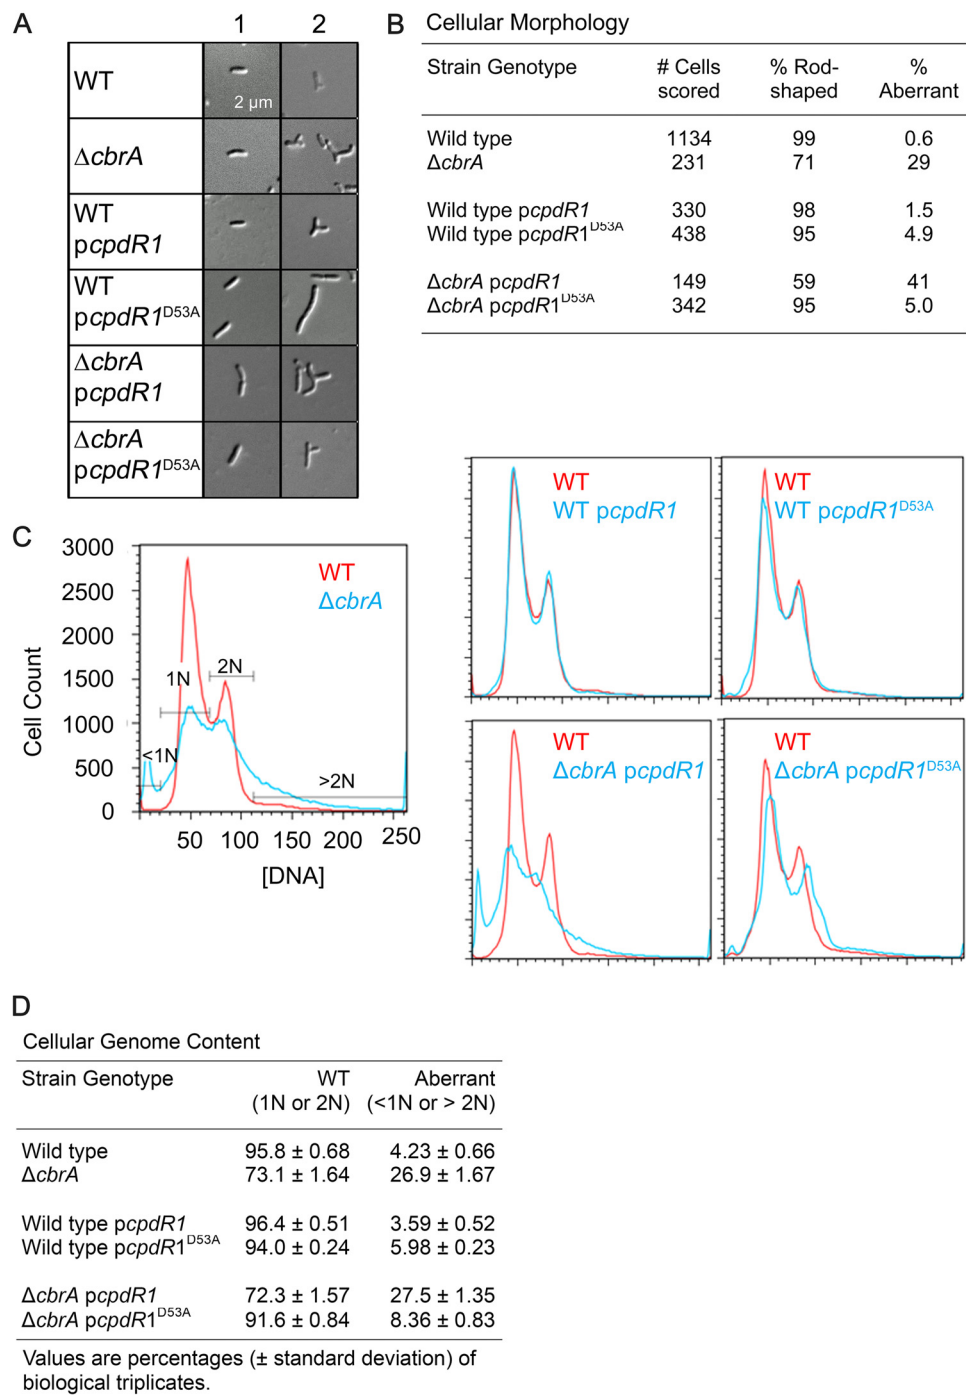 A
1 2
WT
2 µm
ΔcbrA
WT
pcpdR1
WT
pcpdR1D53A
ΔcbrA
pcpdR1
ΔcbrA
pcpdR1D53A
B Cellular Morphology
Strain Genotype # Cells scored % Rod-shaped % Aberrant
Wild type 1134 99 0.6
ΔcbrA 231 71 29
Wild type pcpdR1 330 98 1.5
Wild type pcpdR1D53A 438 95 4.9
ΔcbrA pcpdR1 149 59 41
ΔcbrA pcpdR1D53A 342 95 5.0
C
3000
2500
2000
1500
1000
500
0
Cell Count
WT
ΔcbrA
1N
2N
<1N
>2N
50 100 150 200 250
[DNA]
WT
WT pcpdR1
WT
WT pcpdR1D53A
WT
ΔcbrA pcpdR1
WT
ΔcbrA pcpdR1D53A
D
Cellular Genome Content
Strain Genotype WT Aberrant
(1N or 2N) (<1N or > 2N)
Wild type 95.8 ± 0.68 4.23 ± 0.66
ΔcbrA 73.1 ± 1.64 26.9 ± 1.67
Wild type pcpdR1 96.4 ± 0.51 3.59 ± 0.52
Wild type pcpdR1D53A 94.0 ± 0.24 5.98 ± 0.23
ΔcbrA pcpdR1 72.3 ± 1.57 27.5 ± 1.35
ΔcbrA pcpdR1D53A 91.6 ± 0.84 8.36 ± 0.83
Values are percentages (± standard deviation) of
biological triplicates.